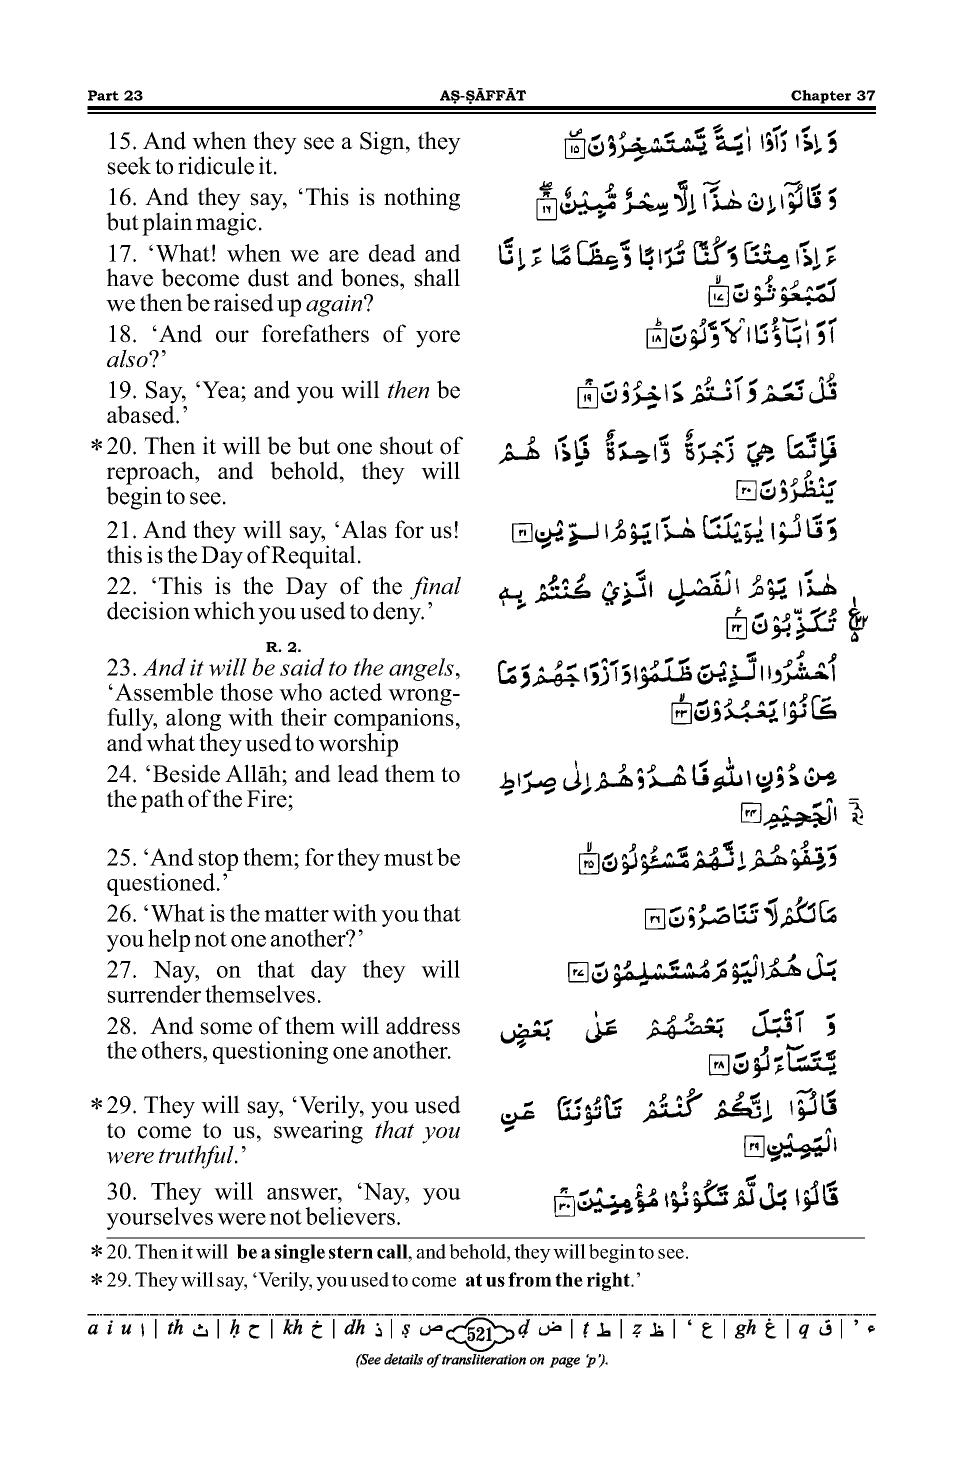 Part 23 AṢ-ṢĀFFĀT Chapter 37
15. And when they see a Sign, they
seek to ridicule it.
وَ اِذَا رَاَوْا اٰيَةً يَّسْتَسْخِرُوْنَ ۪﴿۱۵﴾
16. And they say, ‘This is nothing
but plain magic.
وَ قَالُوْۤا اِنْ هٰذَاۤ اِلَّا سِحْرٌ مُّبِيْنٌ ﴿۱۶﴾
17. ‘What! when we are dead and
have become dust and bones, shall
we then be raised up again?
ءَ اِذَا مِتْنَا وَ كُنَّا تُرَابًا وَّ عِظَامًا ءَ اِنَّا
لَمَبْعُوْثُوْنَ ۙ﴿۱۷﴾
18. ‘And our forefathers of yore
also?’
اَوَ اٰبَآؤُنَا الْاَوَّلُوْنَ ؕ﴿۱۸﴾
19. Say, ‘Yea; and you will then be
abased.’
قُلْ نَعَمْ وَ اَنْتُمْ دَاخِرُوْنَ ۚ﴿۱۹﴾
* 20. Then it will be but one shout of
reproach, and behold, they will
begin to see.
فَاِنَّمَا هِيَ زَجْرَةٌ وَّاحِدَةٌ فَاِذَا هُمْ
يَنْظُرُوْنَ ﴿۲۰﴾
21. And they will say, ‘Alas for us!
this is the Day of Requital.
وَ قَالُوْا يٰوَيْلَنَا هٰذَا يَوْمُ الدِّيْنِ ﴿۲۱﴾
22. ‘This is the Day of the final
decision which you used to deny.’
هٰذَا يَوْمُ الْفَصْلِ الَّذِيْ كُنْتُمْ بِهٖ
تُكَذِّبُوْنَ ﴿۲۲﴾
R. 2.
23. And it will be said to the angels,
‘Assemble those who acted wrong-
fully, along with their companions,
and what they used to worship
اُحْشُرُوا الَّذِيْنَ ظَلَمُوْا وَ اَزْوَاجَهُمْ وَ مَا
كَانُوْا يَعْبُدُوْنَ ۙ﴿۲۳﴾
24. ‘Beside Allāh; and lead them to
the path of the Fire;
مِنْ دُوْنِ اللّٰهِ فَاهْدُوْهُمْ اِلٰى صِرَاطِ
الْجَحِيْمِ ﴿۲۴﴾
25. ‘And stop them; for they must be
questioned.’
وَقِفُوْهُمْ اِنَّهُمْ مَّسْئُوْلُوْنَ ۙ﴿۲۵﴾
26. ‘What is the matter with you that
you help not one another?’
مَا لَكُمْ لَا تَنَاصَرُوْنَ ﴿۲۶﴾
27. Nay, on that day they will
surrender themselves.
بَلْ هُمُ الْيَوْمَ مُسْتَسْلِمُوْنَ ﴿۲۷﴾
28. And some of them will address
the others, questioning one another.
وَ اَقْبَلَ بَعْضُهُمْ عَلٰى بَعْضٍ
يَّتَسَآءَلُوْنَ ﴿۲۸﴾
* 29. They will say, ‘Verily, you used
to come to us, swearing that you
were truthful.’
قَالُوْۤا اِنَّكُمْ كُنْتُمْ تَاْتُوْنَنَا عَنِ
الْيَمِيْنِ ﴿۲۹﴾
30. They will answer, ‘Nay, you
yourselves were not believers.
قَالُوْا بَلْ لَّمْ تَكُوْنُوْا مُؤْمِنِيْنَ ۚ﴿۳۰﴾
* 20. Then it will be a single stern call, and behold, they will begin to see.
* 29. They will say, ‘Verily, you used to come at us from the right.’
a i u ا | th ث | ḥ ح | kh خ | dh ذ | ṣ ص 521 ḍ ض | ṭ ط | ẓ ظ | ‘ ع | gh غ | q ق | ’ ء
(See details of transliteration on page ‘p’).